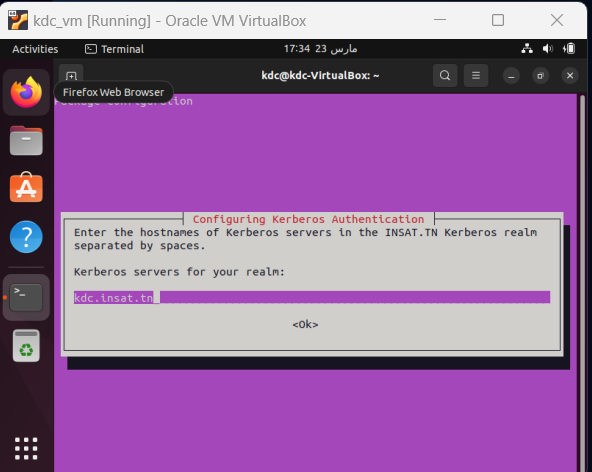 kdc_vm [Running] - Oracle VM VirtualBox
Activities
Terminal
17:34 23 مارس
kdc@kdc-VirtualBox: ~
Firefox Web Browser
Package configuration
Configuring Kerberos Authentication
Enter the hostnames of Kerberos servers in the INSAT.TN Kerberos realm
separated by spaces.
Kerberos servers for your realm:
kdc.insat.tn
<Ok>